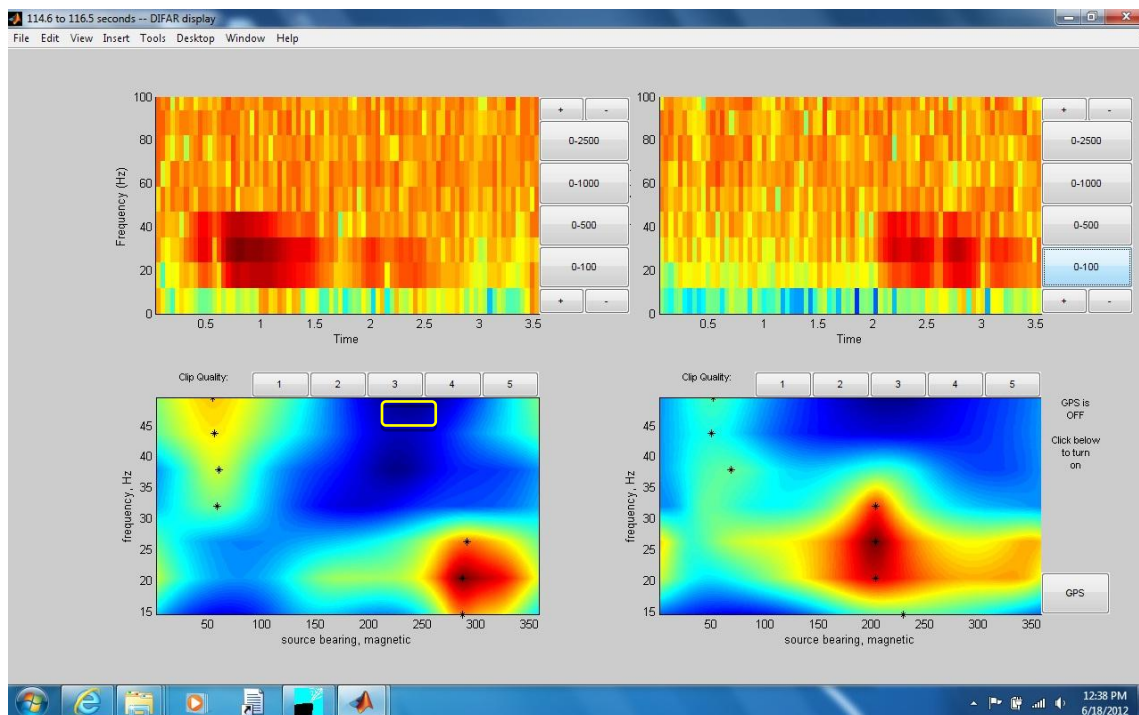 114.6 to 116.5 seconds -- DIFAR display
File Edit View Insert Tools Desktop Window Help
100
80
60
40
20
0
Frequency (Hz)
0.5 1 1.5 2 2.5 3 3.5
Time
+ -
0-2500
0-1000
0-500
0-100
+ -
100
80
60
40
20
0
0.5 1 1.5 2 2.5 3 3.5
Time
+ -
0-2500
0-1000
0-500
0-100
+ -
Clip Quality: 1 2 3 4 5
45
40
35
30
25
20
15
frequency, Hz
50 100 150 200 250 300 350
source bearing, magnetic
Clip Quality: 1 2 3 4 5
45
40
35
30
25
20
15
frequency, Hz
50 100 150 200 250 300 350
source bearing, magnetic
GPS is
OFF
Click below
to turn
on
GPS
12:38 PM
6/18/2012